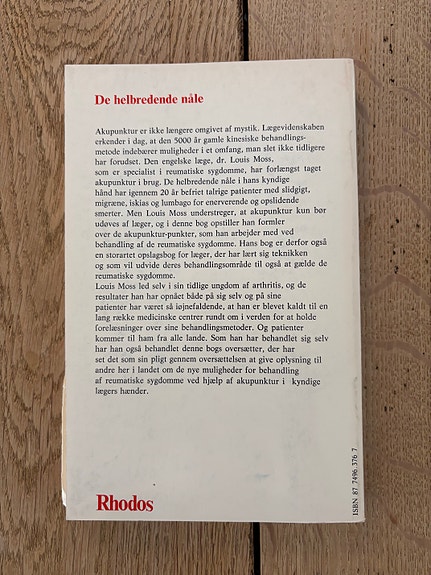 De helbredende nåle
Akupunktur er ikke længere omgivet af mystik. Lægevidenskaben
erkender i dag, at den 5000 år gamle kinesiske behandlings-
metode indebærer muligheder i et omfang, man slet ikke tidligere
har forudset. Den engelske læge, dr. Louis Moss,
som er specialist i reumatiske sygdomme, har forlængst taget
akupunktur i brug. De helbredende nåle i hans kyndige
hånd har igennem 20 år befriet talrige patienter med slidgigt,
migræne, iskias og lumbago for enerverende og opslidende
smerter. Men Louis Moss understreger, at akupunktur kun bør
udøves af læger, og i denne bog opstiller han formler
over de akupunktur-punkter, som han arbejder med ved
behandling af de reumatiske sygdomme. Hans bog er derfor også
en storartet opslagsbog for læger, der har lært sig teknikken
og som vil udvide deres behandlingsområde til også at gælde de
reumatiske sygdomme.
Louis Moss led selv i sin tidlige ungdom af arthritis, og de
resultater han har opnået både på sig selv og på sine
patienter har været så iøjnefaldende, at han er blevet kaldt til en
lang række medicinske centrer rundt om i verden for at holde
forelæsninger over sine behandlingsmetoder. Og patienter
kommer til ham fra alle lande. Som han har behandlet sig selv
har han også behandlet denne bogs oversætter, der har
set det som sin pligt gennem oversættelsen at give oplysning til
andre her i landet om de nye muligheder for behandling
af reumatiske sygdomme ved hjælp af akupunktur i kyndige
lægers hænder.
Rhodos
ISBN 87 7496 376 7